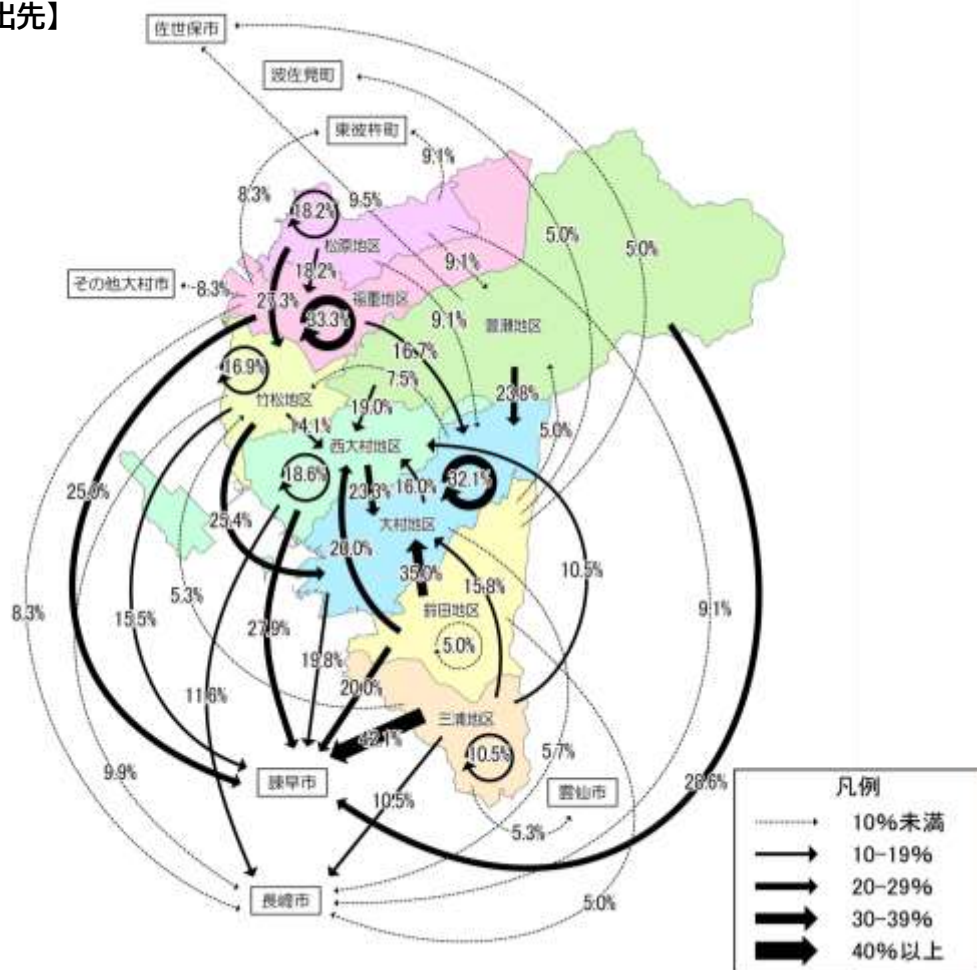 出先】
佐世保市
波佐見町
東彼杵町
9.1%
8.3%
9.5%
18.2%
5.0%
5.0%
松原地区
18.2%
9.1%
その他大村市
8.3%
27.3%
福重地区
33.3%
9.1%
萱瀬地区
16.7%
16.9%
7.5%
竹松地区
19.0%
23.8%
14.1%
5.0%
西大村地区
18.6%
32.1%
25.0%
23.3%
16.0%
25.4%
大村地区
20.0%
35.0%
10.5%
15.8%
5.3%
鈴田地区
8.3%
15.5%
9.1%
27.9%
5.0%
19.8%
20.0%
11.6%
三浦地区
42.1%
10.5%
5.7%
9.9%
諫早市
28.6%
雲仙市
10.5%
5.3%
長崎市
5.0%
凡例
10%未満
10-19%
20-29%
30-39%
40%以上